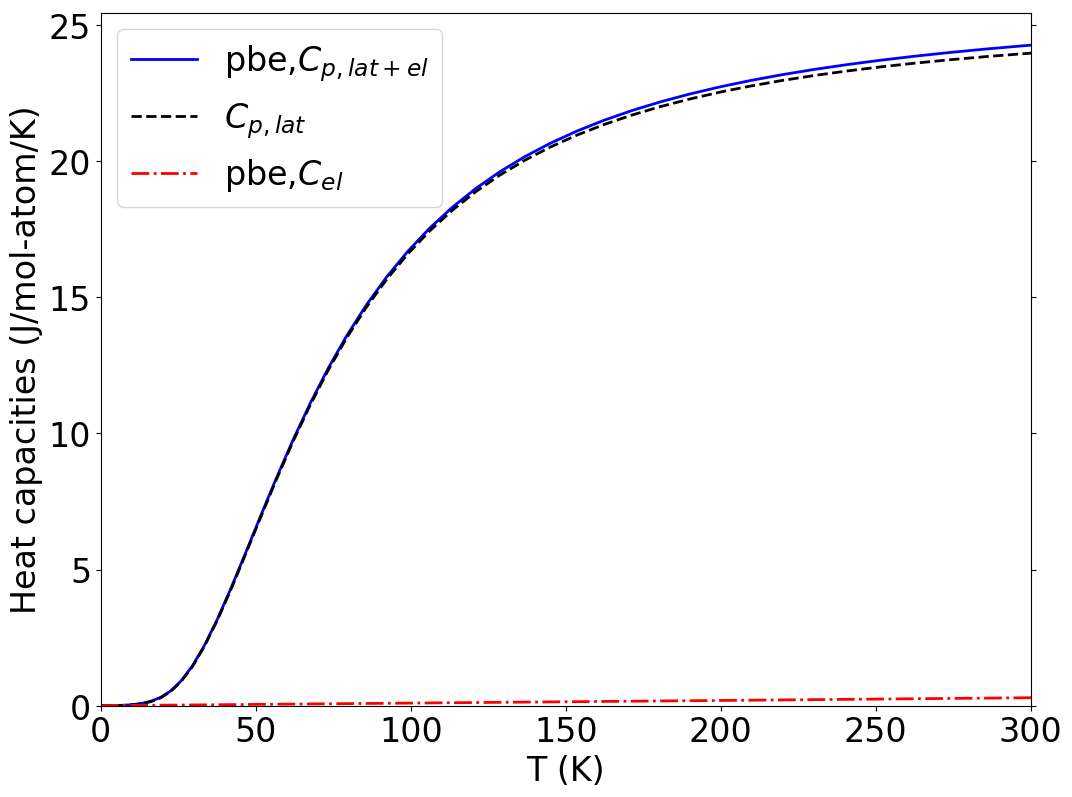 25
20
15
10
5
0
0 50 100 150 200 250 300
Heat capacities (J/mol-atom/K)
T (K)
pbe,$C_{p,lat+el}$
$C_{p,lat}$
pbe,$C_{el}$